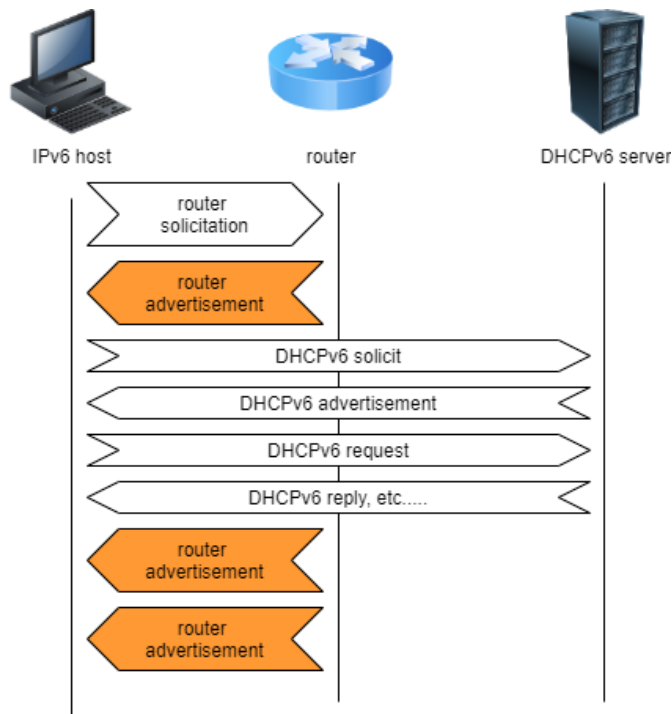 IPv6 host
router
DHCPv6 server
router
solicitation
router
advertisement
DHCPv6 solicit
DHCPv6 advertisement
DHCPv6 request
DHCPv6 reply, etc.....
router
advertisement
router
advertisement